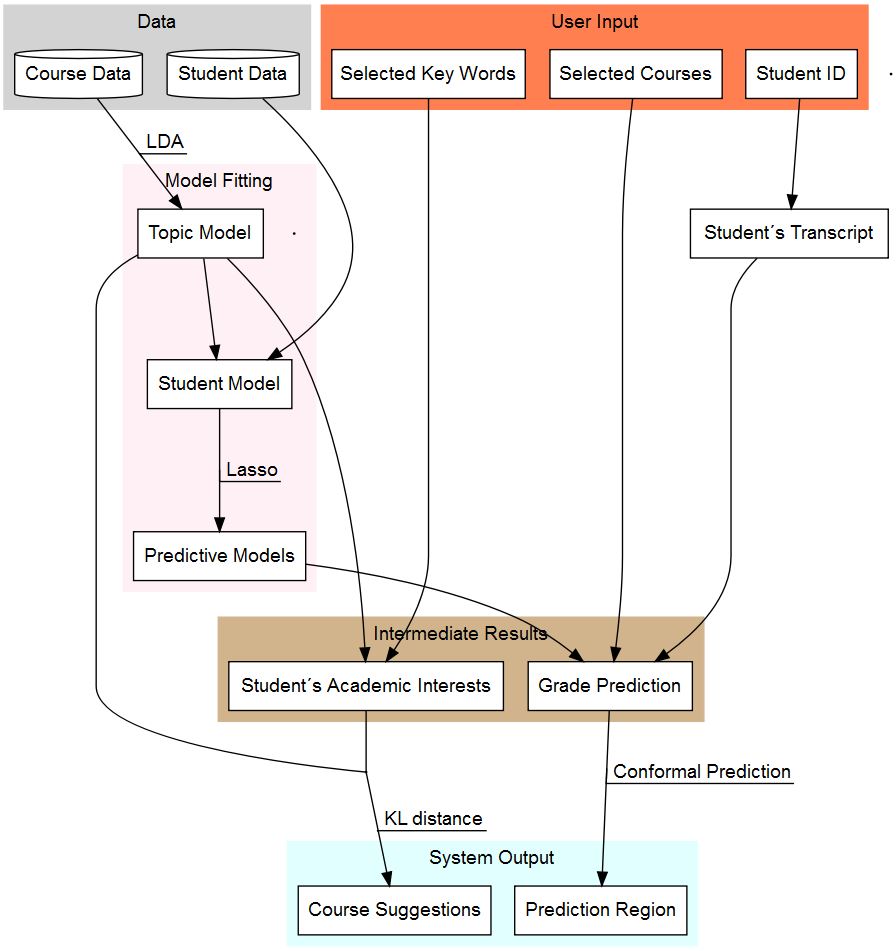 Data
User Input
Course Data
Student Data
Selected Key Words
Selected Courses
Student ID
LDA
Model Fitting
Topic Model
Student´s Transcript
Student Model
Lasso
Predictive Models
Intermediate Results
Student´s Academic Interests
Grade Prediction
Conformal Prediction
KL distance
System Output
Course Suggestions
Prediction Region